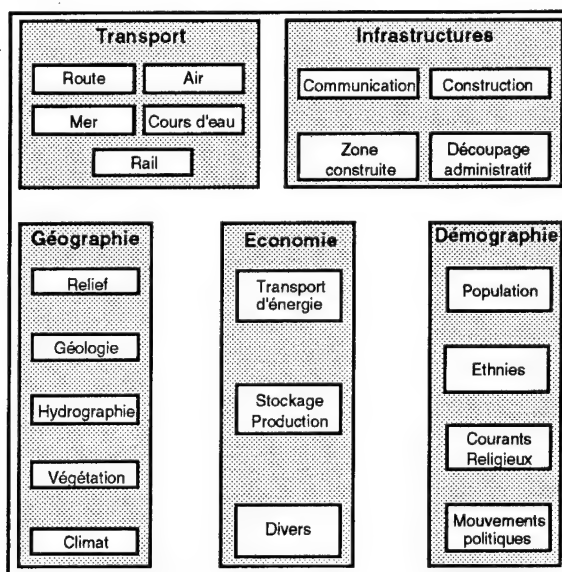 Transport
Route
Air
Mer
Cours d'eau
Rail
Infrastructures
Communication
Construction
Zone
construite
Découpage
administratif
Géographie
Relief
Géologie
Hydrographie
Végétation
Climat
Economie
Transport
d'énergie
Stockage
Production
Divers
Démographie
Population
Ethnies
Courants
Religieux
Mouvements
politiques